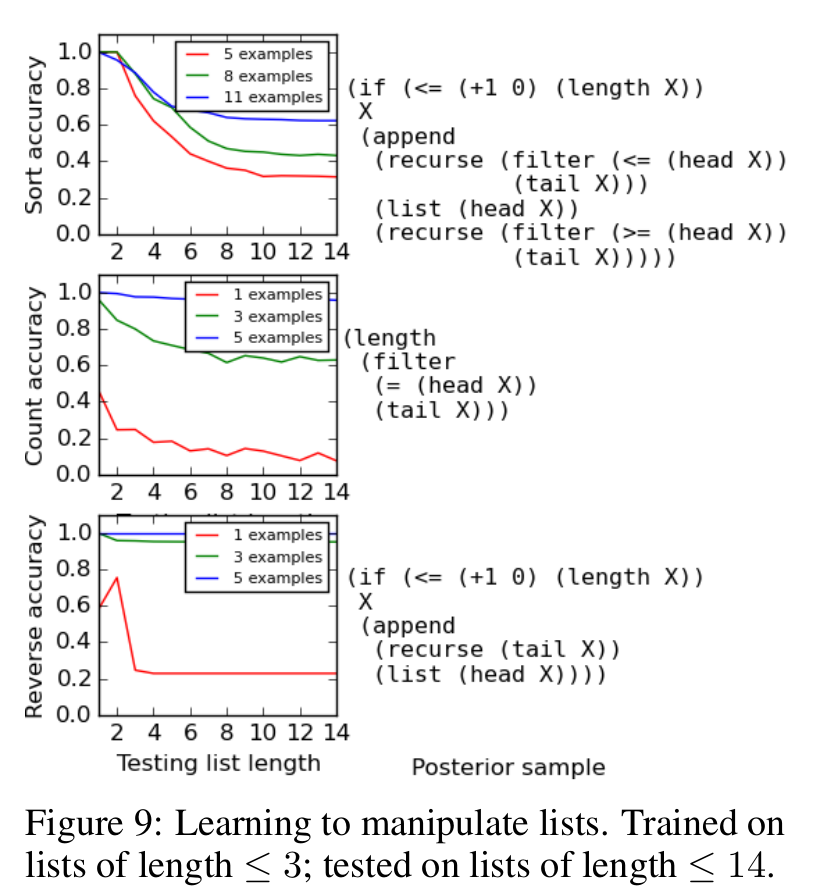 Sort accuracy
1.0
0.8
0.6
0.4
0.2
0.0
2 4 6 8 10 12 14
5 examples
8 examples
11 examples
(if (<= (+1 0) (length X))
X
(append
(recurse (filter (<= (head X))
(tail X)))
(list (head X))
(recurse (filter (>= (head X))
(tail X)))))
Count accuracy
1.0
0.8
0.6
0.4
0.2
0.0
2 4 6 8 10 12 14
1 examples
3 examples
5 examples
(length
(filter
(= (head X))
(tail X)))
Reverse accuracy
1.0
0.8
0.6
0.4
0.2
0.0
2 4 6 8 10 12 14
1 examples
3 examples
5 examples
(if (<= (+1 0) (length X))
X
(append
(recurse (tail X))
(list (head X))))
Testing list length
Posterior sample
Figure 9: Learning to manipulate lists. Trained on
lists of length ≤ 3; tested on lists of length ≤ 14.